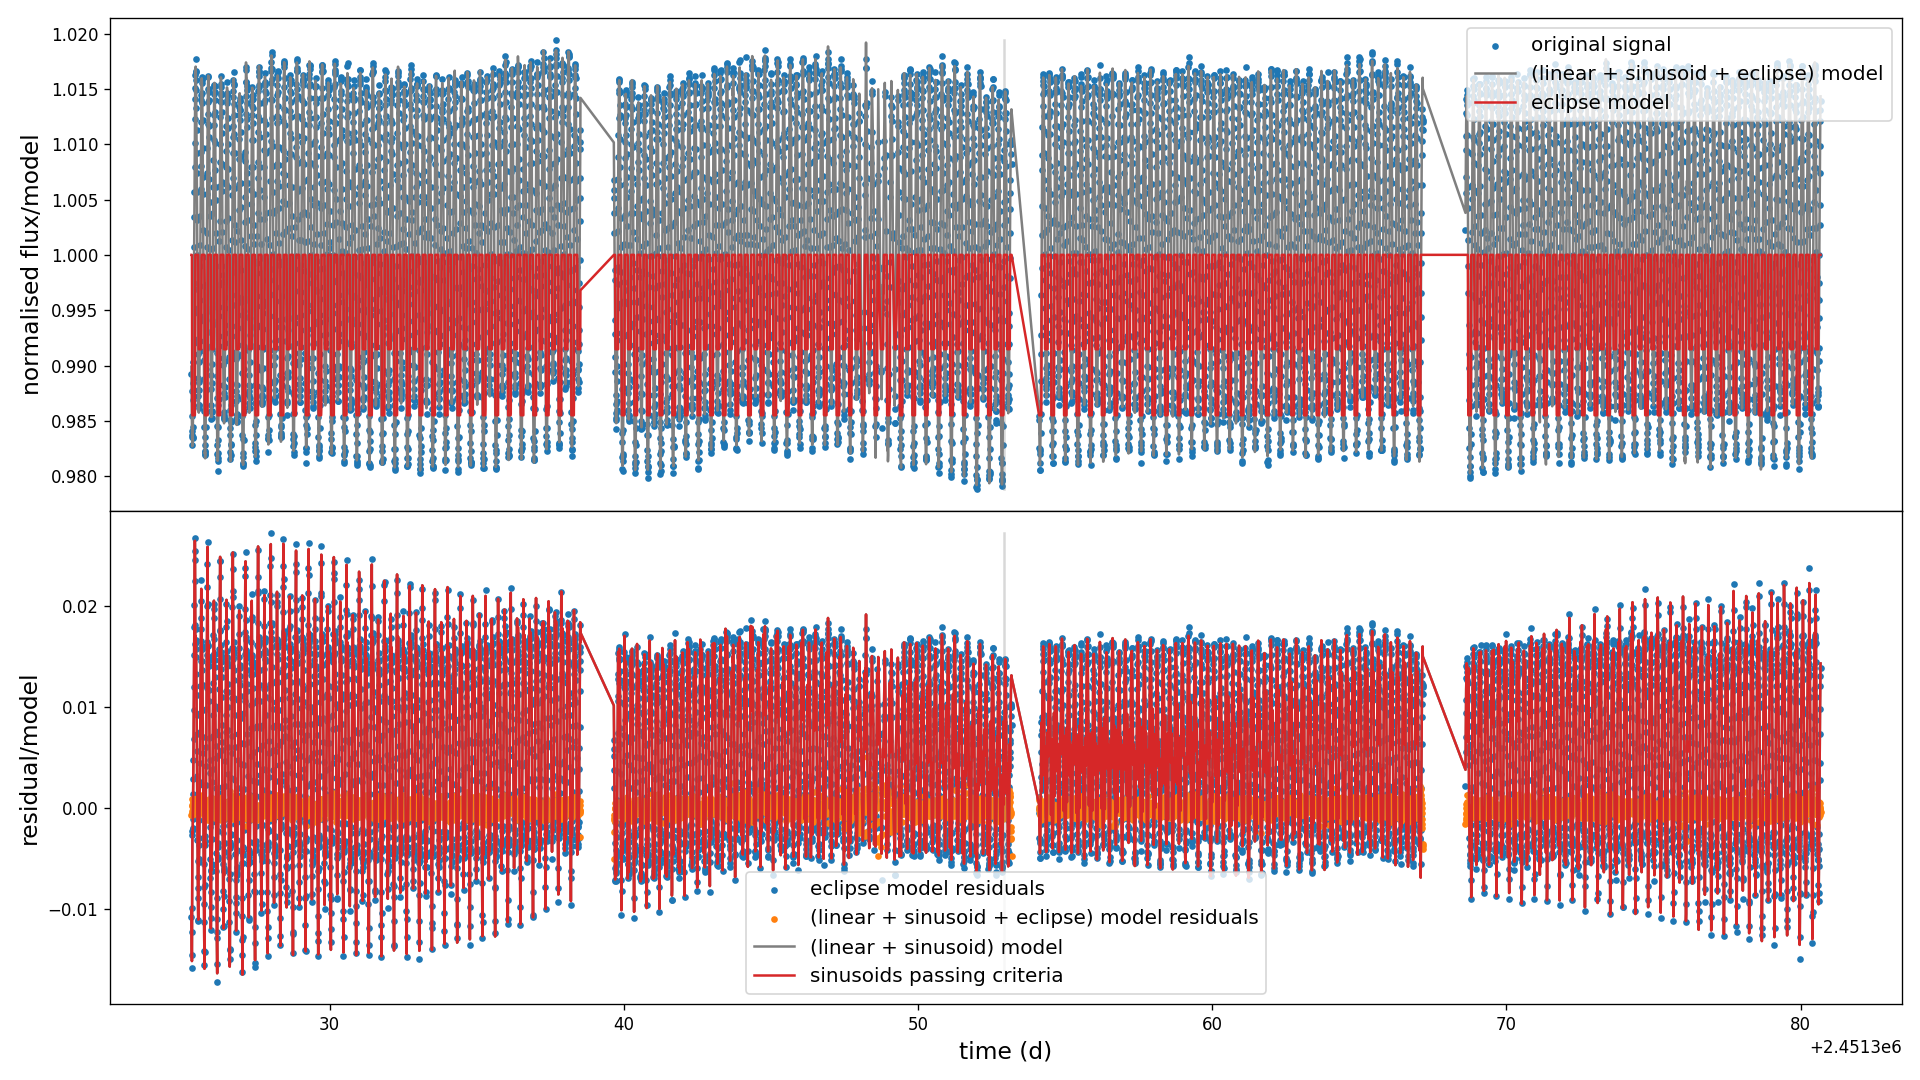 normalised flux/model
1.020
1.015
1.010
1.005
1.000
0.995
0.990
0.985
0.980
original signal
(linear + sinusoid + eclipse) model
eclipse model
residual/model
0.02
0.01
0.00
−0.01
eclipse model residuals
(linear + sinusoid + eclipse) model residuals
(linear + sinusoid) model
sinusoids passing criteria
30 40 50 60 70 80
time (d)
+2.4513e6